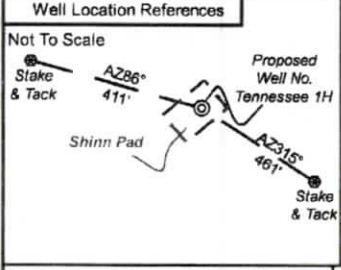 Well Location References
Not To Scale
Stake
& Tack
AZ86°
411'
Proposed
Well No.
Tennessee 1H
Shinn Pad
AZ315°
461'
Stake
& Tack